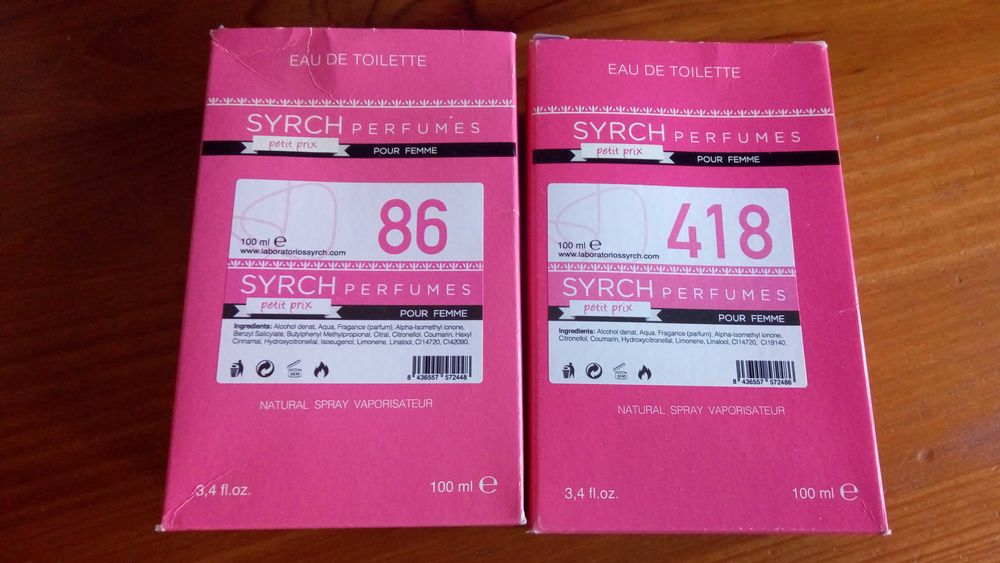 EAU DE TOILETTE
SYRCH PERFUMES
petit prix
POUR FEMME
86
100 ml e
www.laboratoriossyrch.com
SYRCH PERFUMES
petit prix
POUR FEMME
Ingredients: Alcohol denat, Aqua, Fragance (parfum), Alpha-Isomethyl ionone,
Benzyl Salicylate, Butylphenyl Methylpropional, Citral, Citronellol, Coumarin, Hexyl
Cinnamal, Hydroxycitronellal, Isoeugenol, Limonene, Linalool, CI14720, CI42090.
36 M
8 436557 572448
NATURAL SPRAY VAPORISATEUR
3,4 fl.oz.
100 ml e
EAU DE TOILETTE
SYRCH PERFUMES
petit prix
POUR FEMME
418
100 ml e
www.laboratoriossyrch.com
SYRCH PERFUMES
petit prix
POUR FEMME
Ingredients: Alcohol denat, Aqua, Fragance (parfum), Alpha-Isomethyl ionone,
Citronellol, Coumarin, Hydroxycitronellal, Limonene, Linalool, CI14720, CI19140.
36 M
8 436557 572486
NATURAL SPRAY VAPORISATEUR
3,4 fl.oz.
100 ml e